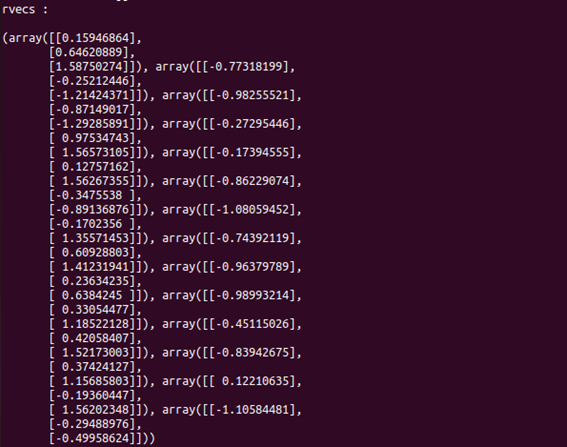 rvecs :
(array([[0.15946864],
[0.64620889],
[1.58750274]]), array([[-0.77318199],
[-0.25212446],
[-1.21424371]]), array([[-0.98255521],
[-0.87149017],
[-1.29285891]]), array([[-0.27295446],
[ 0.97534743],
[ 1.56573105]]), array([[-0.17394555],
[ 0.12757162],
[ 1.56267355]]), array([[-0.86229074],
[-0.3475538 ],
[-0.89136876]]), array([[-1.08059452],
[-0.1702356 ],
[ 1.35571453]]), array([[-0.74392119],
[ 0.60928803],
[ 1.41231941]]), array([[-0.96379789],
[ 0.23634235],
[ 0.6384245 ]]), array([[-0.98993214],
[ 0.33054477],
[ 1.18522128]]), array([[-0.45115026],
[ 0.42058407],
[ 1.52173003]]), array([[-0.83942675],
[ 0.37424127],
[ 1.15685803]]), array([[ 0.12210635],
[-0.19360447],
[ 1.56202348]]), array([[-1.10584481],
[-0.29488976],
[-0.49958624]]))